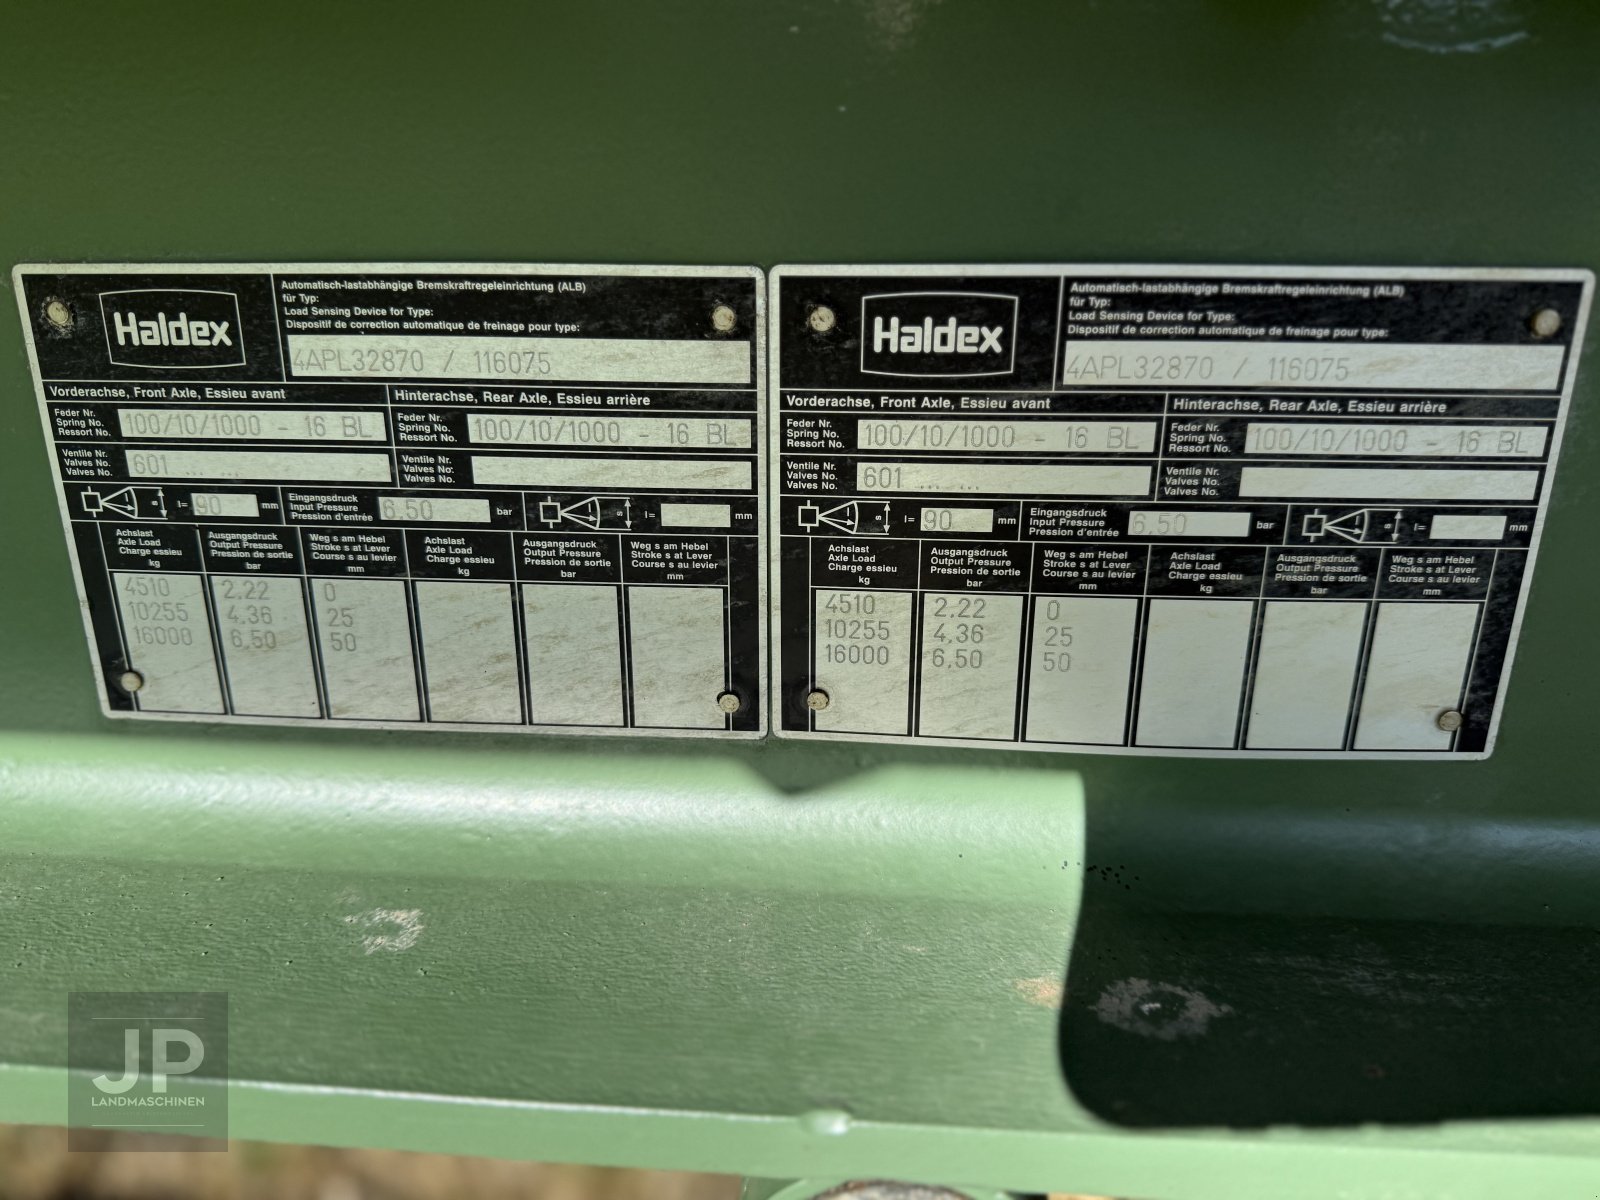 Haldex
Automatisch-lastabhängige Bremskraftregeleinrichtung (ALB)
für Typ:
Load Sensing Device for Type:
Dispositif de correction automatique de freinage pour type:
4APL32870 / 116075
Vorderachse, Front Axle, Essieu avant
Hinterachse, Rear Axle, Essieu arrière
Feder Nr.
Spring No.
Ressort No.
100/10/1000 - 16 BL
Feder Nr.
Spring No.
Ressort No.
100/10/1000 - 16 BL
Ventile Nr.
Valves No.
Valves No.
601 ... ...
Ventile Nr.
Valves No.
Valves No.
l s l= 90 mm
Eingangsdruck
Input Pressure
Pression d'entrée
6.50 bar
l s l= mm
Achslast
Axle Load
Charge essieu
kg
Ausgangsdruck
Output Pressure
Pression de sortie
bar
Weg s am Hebel
Stroke s at Lever
Course s au levier
mm
Achslast
Axle Load
Charge essieu
kg
Ausgangsdruck
Output Pressure
Pression de sortie
bar
Weg s am Hebel
Stroke s at Lever
Course s au levier
mm
4510 2.22 0
10255 4.36 25
16000 6.50 50
Haldex
Automatisch-lastabhängige Bremskraftregeleinrichtung (ALB)
für Typ:
Load Sensing Device for Type:
Dispositif de correction automatique de freinage pour type:
4APL32870 / 116075
Vorderachse, Front Axle, Essieu avant
Hinterachse, Rear Axle, Essieu arrière
Feder Nr.
Spring No.
Ressort No.
100/10/1000 - 16 BL
Feder Nr.
Spring No.
Ressort No.
100/10/1000 - 16 BL
Ventile Nr.
Valves No.
Valves No.
601 ... ...
Ventile Nr.
Valves No.
Valves No.
l s l= 90 mm
Eingangsdruck
Input Pressure
Pression d'entrée
6.50 bar
l s l= mm
Achslast
Axle Load
Charge essieu
kg
Ausgangsdruck
Output Pressure
Pression de sortie
bar
Weg s am Hebel
Stroke s at Lever
Course s au levier
mm
Achslast
Axle Load
Charge essieu
kg
Ausgangsdruck
Output Pressure
Pression de sortie
bar
Weg s am Hebel
Stroke s at Lever
Course s au levier
mm
4510 2.22 0
10255 4.36 25
16000 6.50 50
JP
LANDMASCHINEN